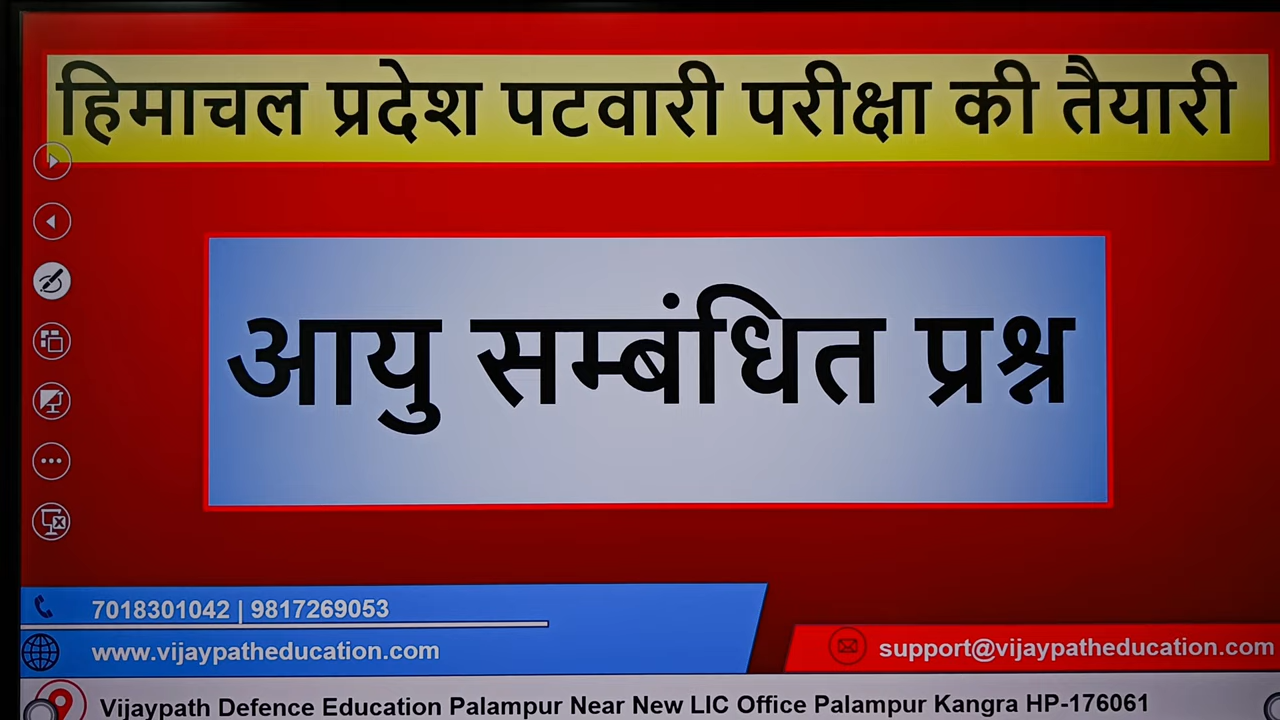 हिमाचल प्रदेश पटवारी परीक्षा की तैयारी
आयु सम्बंधित प्रश्न
7018301042 | 9817269053
www.vijaypatheducation.com
support@vijaypatheducation.com
Vijaypath Defence Education Palampur Near New LIC Office Palampur Kangra HP-176061